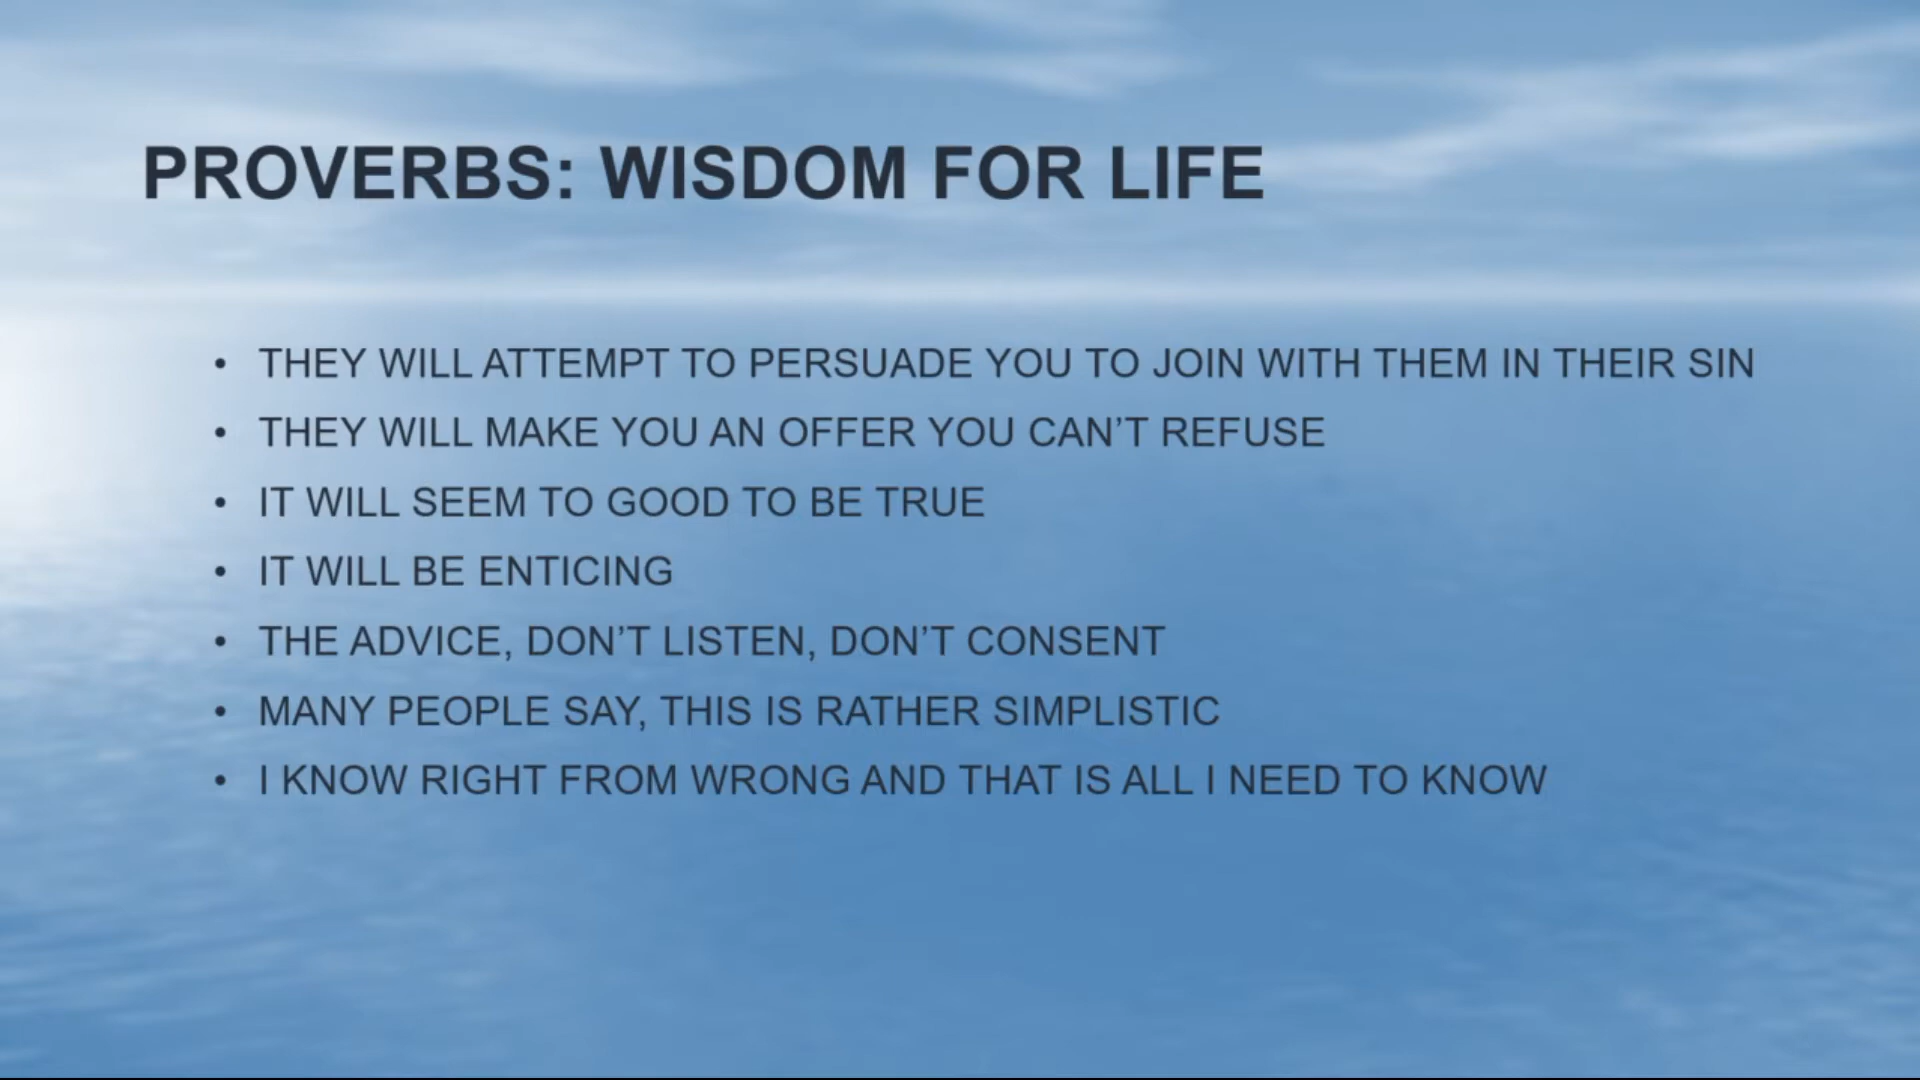 PROVERBS: WISDOM FOR LIFE
• THEY WILL ATTEMPT TO PERSUADE YOU TO JOIN WITH THEM IN THEIR SIN
• THEY WILL MAKE YOU AN OFFER YOU CAN’T REFUSE
• IT WILL SEEM TO GOOD TO BE TRUE
• IT WILL BE ENTICING
• THE ADVICE, DON’T LISTEN, DON’T CONSENT
• MANY PEOPLE SAY, THIS IS RATHER SIMPLISTIC
• I KNOW RIGHT FROM WRONG AND THAT IS ALL I NEED TO KNOW